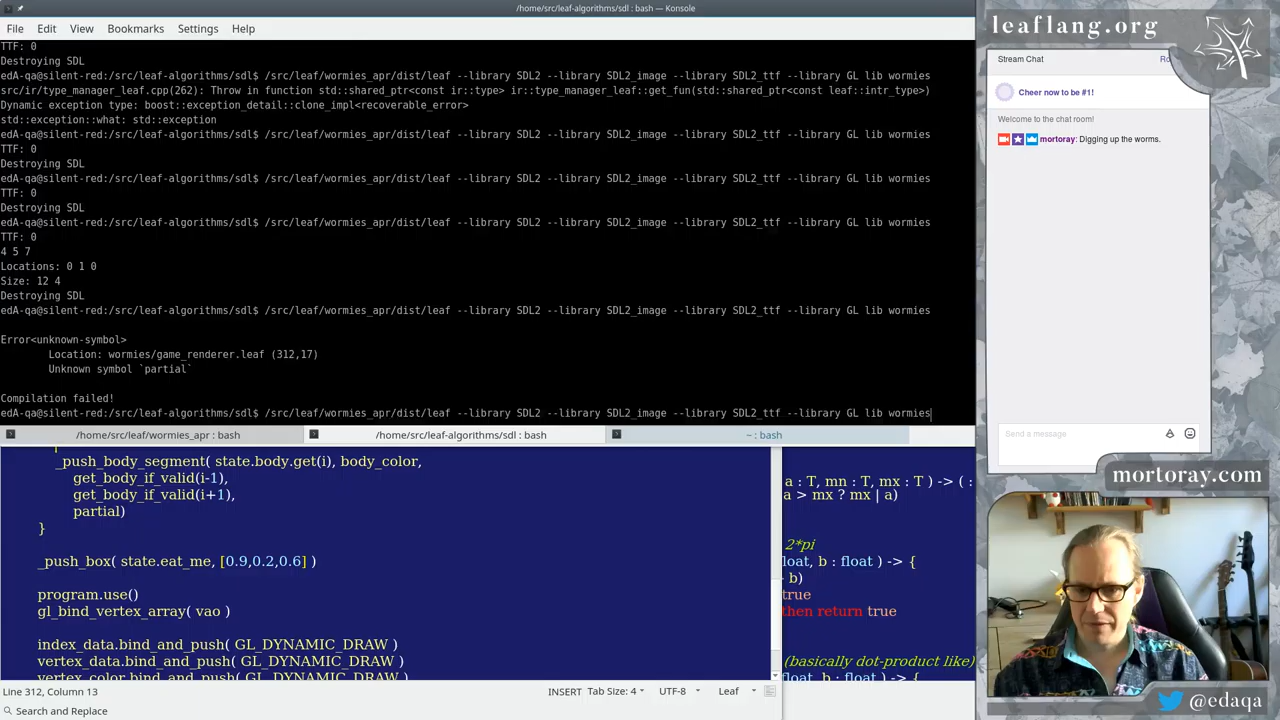 /home/src/leaf-algorithms/sdl : bash — Konsole
File Edit View Bookmarks Settings Help
TTF: 0
Destroying SDL
edA-qa@silent-red:/src/leaf-algorithms/sdl$ /src/leaf/wormies_apr/dist/leaf --library SDL2 --library SDL2_image --library SDL2_ttf --library GL lib wormies
src/ir/type_manager_leaf.cpp(262): Throw in function std::shared_ptr<const ir::type> ir::type_manager_leaf::get_fun(std::shared_ptr<const leaf::intr_type>)
Dynamic exception type: boost::exception_detail::clone_impl<recoverable_error>
std::exception::what: std::exception
edA-qa@silent-red:/src/leaf-algorithms/sdl$ /src/leaf/wormies_apr/dist/leaf --library SDL2 --library SDL2_image --library SDL2_ttf --library GL lib wormies
TTF: 0
Destroying SDL
edA-qa@silent-red:/src/leaf-algorithms/sdl$ /src/leaf/wormies_apr/dist/leaf --library SDL2 --library SDL2_image --library SDL2_ttf --library GL lib wormies
TTF: 0
Destroying SDL
edA-qa@silent-red:/src/leaf-algorithms/sdl$ /src/leaf/wormies_apr/dist/leaf --library SDL2 --library SDL2_image --library SDL2_ttf --library GL lib wormies
TTF: 0
4 5 7
Locations: 0 1 0
Size: 12 4
Destroying SDL
edA-qa@silent-red:/src/leaf-algorithms/sdl$ /src/leaf/wormies_apr/dist/leaf --library SDL2 --library SDL2_image --library SDL2_ttf --library GL lib wormies
Error<unknown-symbol>
Location: wormies/game_renderer.leaf (312,17)
Unknown symbol `partial`
Compilation failed!
edA-qa@silent-red:/src/leaf-algorithms/sdl$ /src/leaf/wormies_apr/dist/leaf --library SDL2 --library SDL2_image --library SDL2_ttf --library GL lib wormies
/home/src/leaf/wormies_apr : bash
/home/src/leaf-algorithms/sdl : bash
~ : bash
_push_body_segment( state.body.get(i), body_color,
get_body_if_valid(i-1),
get_body_if_valid(i+1),
partial)
}
_push_box( state.eat_me, [0.9,0.2,0.6] )
program.use()
gl_bind_vertex_array( vao )
index_data.bind_and_push( GL_DYNAMIC_DRAW )
vertex_data.bind_and_push( GL_DYNAMIC_DRAW )
vertex_color.bind_and_push( GL_DYNAMIC_DRAW )
a : T, mn : T, mx : T ) -> ( :
a > mx ? mx | a)
2*pi
loat, b : float ) -> {
b)
true
then return true
(basically dot-product like)
loat, b : float ) -> {
Line 312, Column 13
INSERT Tab Size: 4 UTF-8 Leaf
Search and Replace
leaflang.org
Stream Chat
Ro
Cheer now to be #1!
Welcome to the chat room!
mortoray: Digging up the worms.
Send a message
mortoray.com
@edaqa